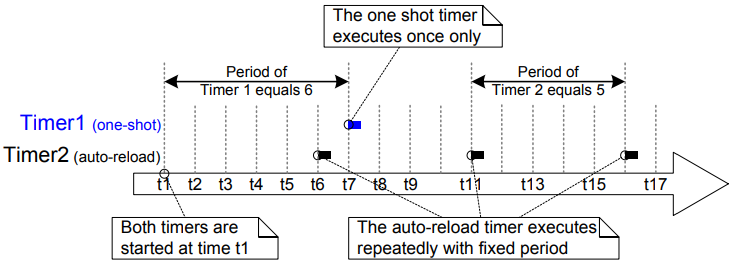 The one shot timer
executes once only
Period of
Timer 1 equals 6
Period of
Timer 2 equals 5
Timer1 (one-shot)
Timer2 (auto-reload)
t1 t2 t3 t4 t5 t6 t7 t8 t9 t11 t13 t15 t17
Both timers are
started at time t1
The auto-reload timer executes
repeatedly with fixed period